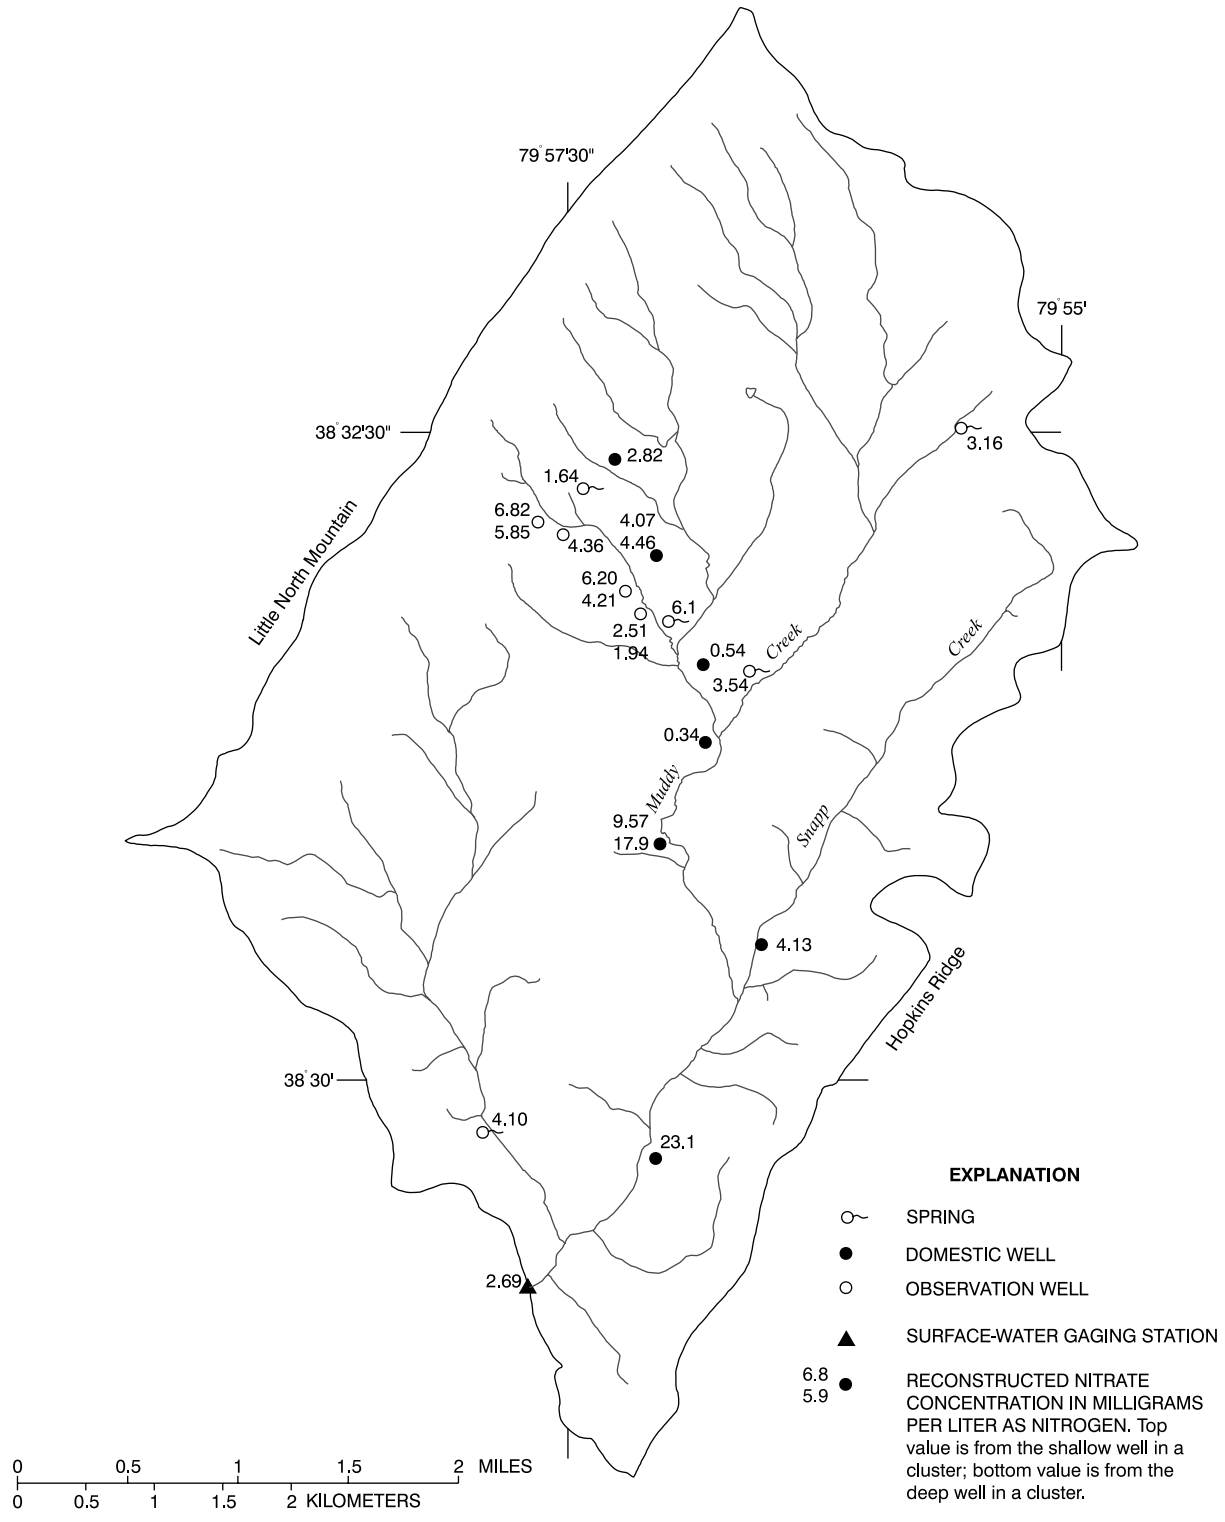 79°57'30"
79°55'
38°32'30"
3.16
2.82
1.64
6.82
5.85
4.07
4.46
4.36
Little North Mountain
6.20
4.21
6.1
2.51
1.94
0.54
3.54
Creek
Creek
0.34
Muddy
Snapp
9.57
17.9
4.13
Hopkins Ridge
38°30'
4.10
23.1
2.69
EXPLANATION
SPRING
DOMESTIC WELL
OBSERVATION WELL
SURFACE-WATER GAGING STATION
6.8
5.9
RECONSTRUCTED NITRATE
CONCENTRATION IN MILLIGRAMS
PER LITER AS NITROGEN. Top
value is from the shallow well in a
cluster; bottom value is from the
deep well in a cluster.
0 0.5 1 1.5 2 MILES
0 0.5 1 1.5 2 KILOMETERS